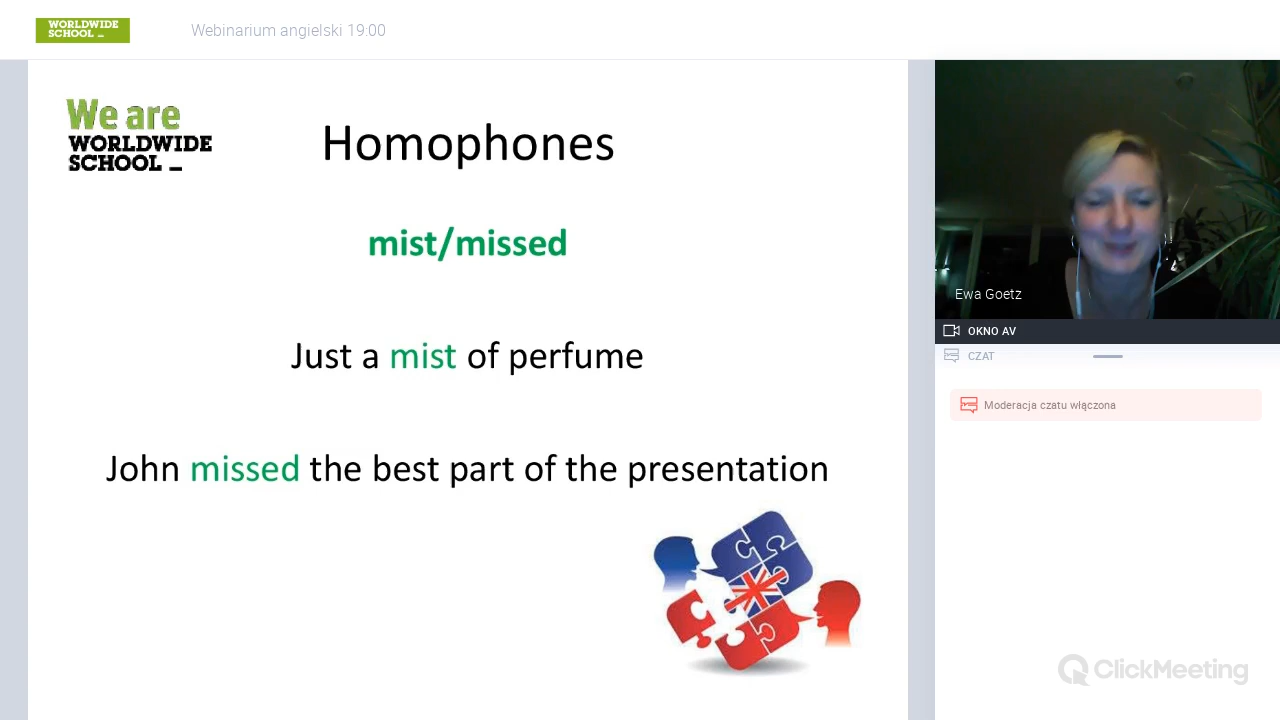 WORLDWIDE
SCHOOL _
Webinarium angielski 19:00
We are
WORLDWIDE
SCHOOL _
Homophones
mist/missed
Just a mist of perfume
John missed the best part of the presentation
Ewa Goetz
OKNO AV
CZAT
Moderacja czatu włączona
ClickMeeting